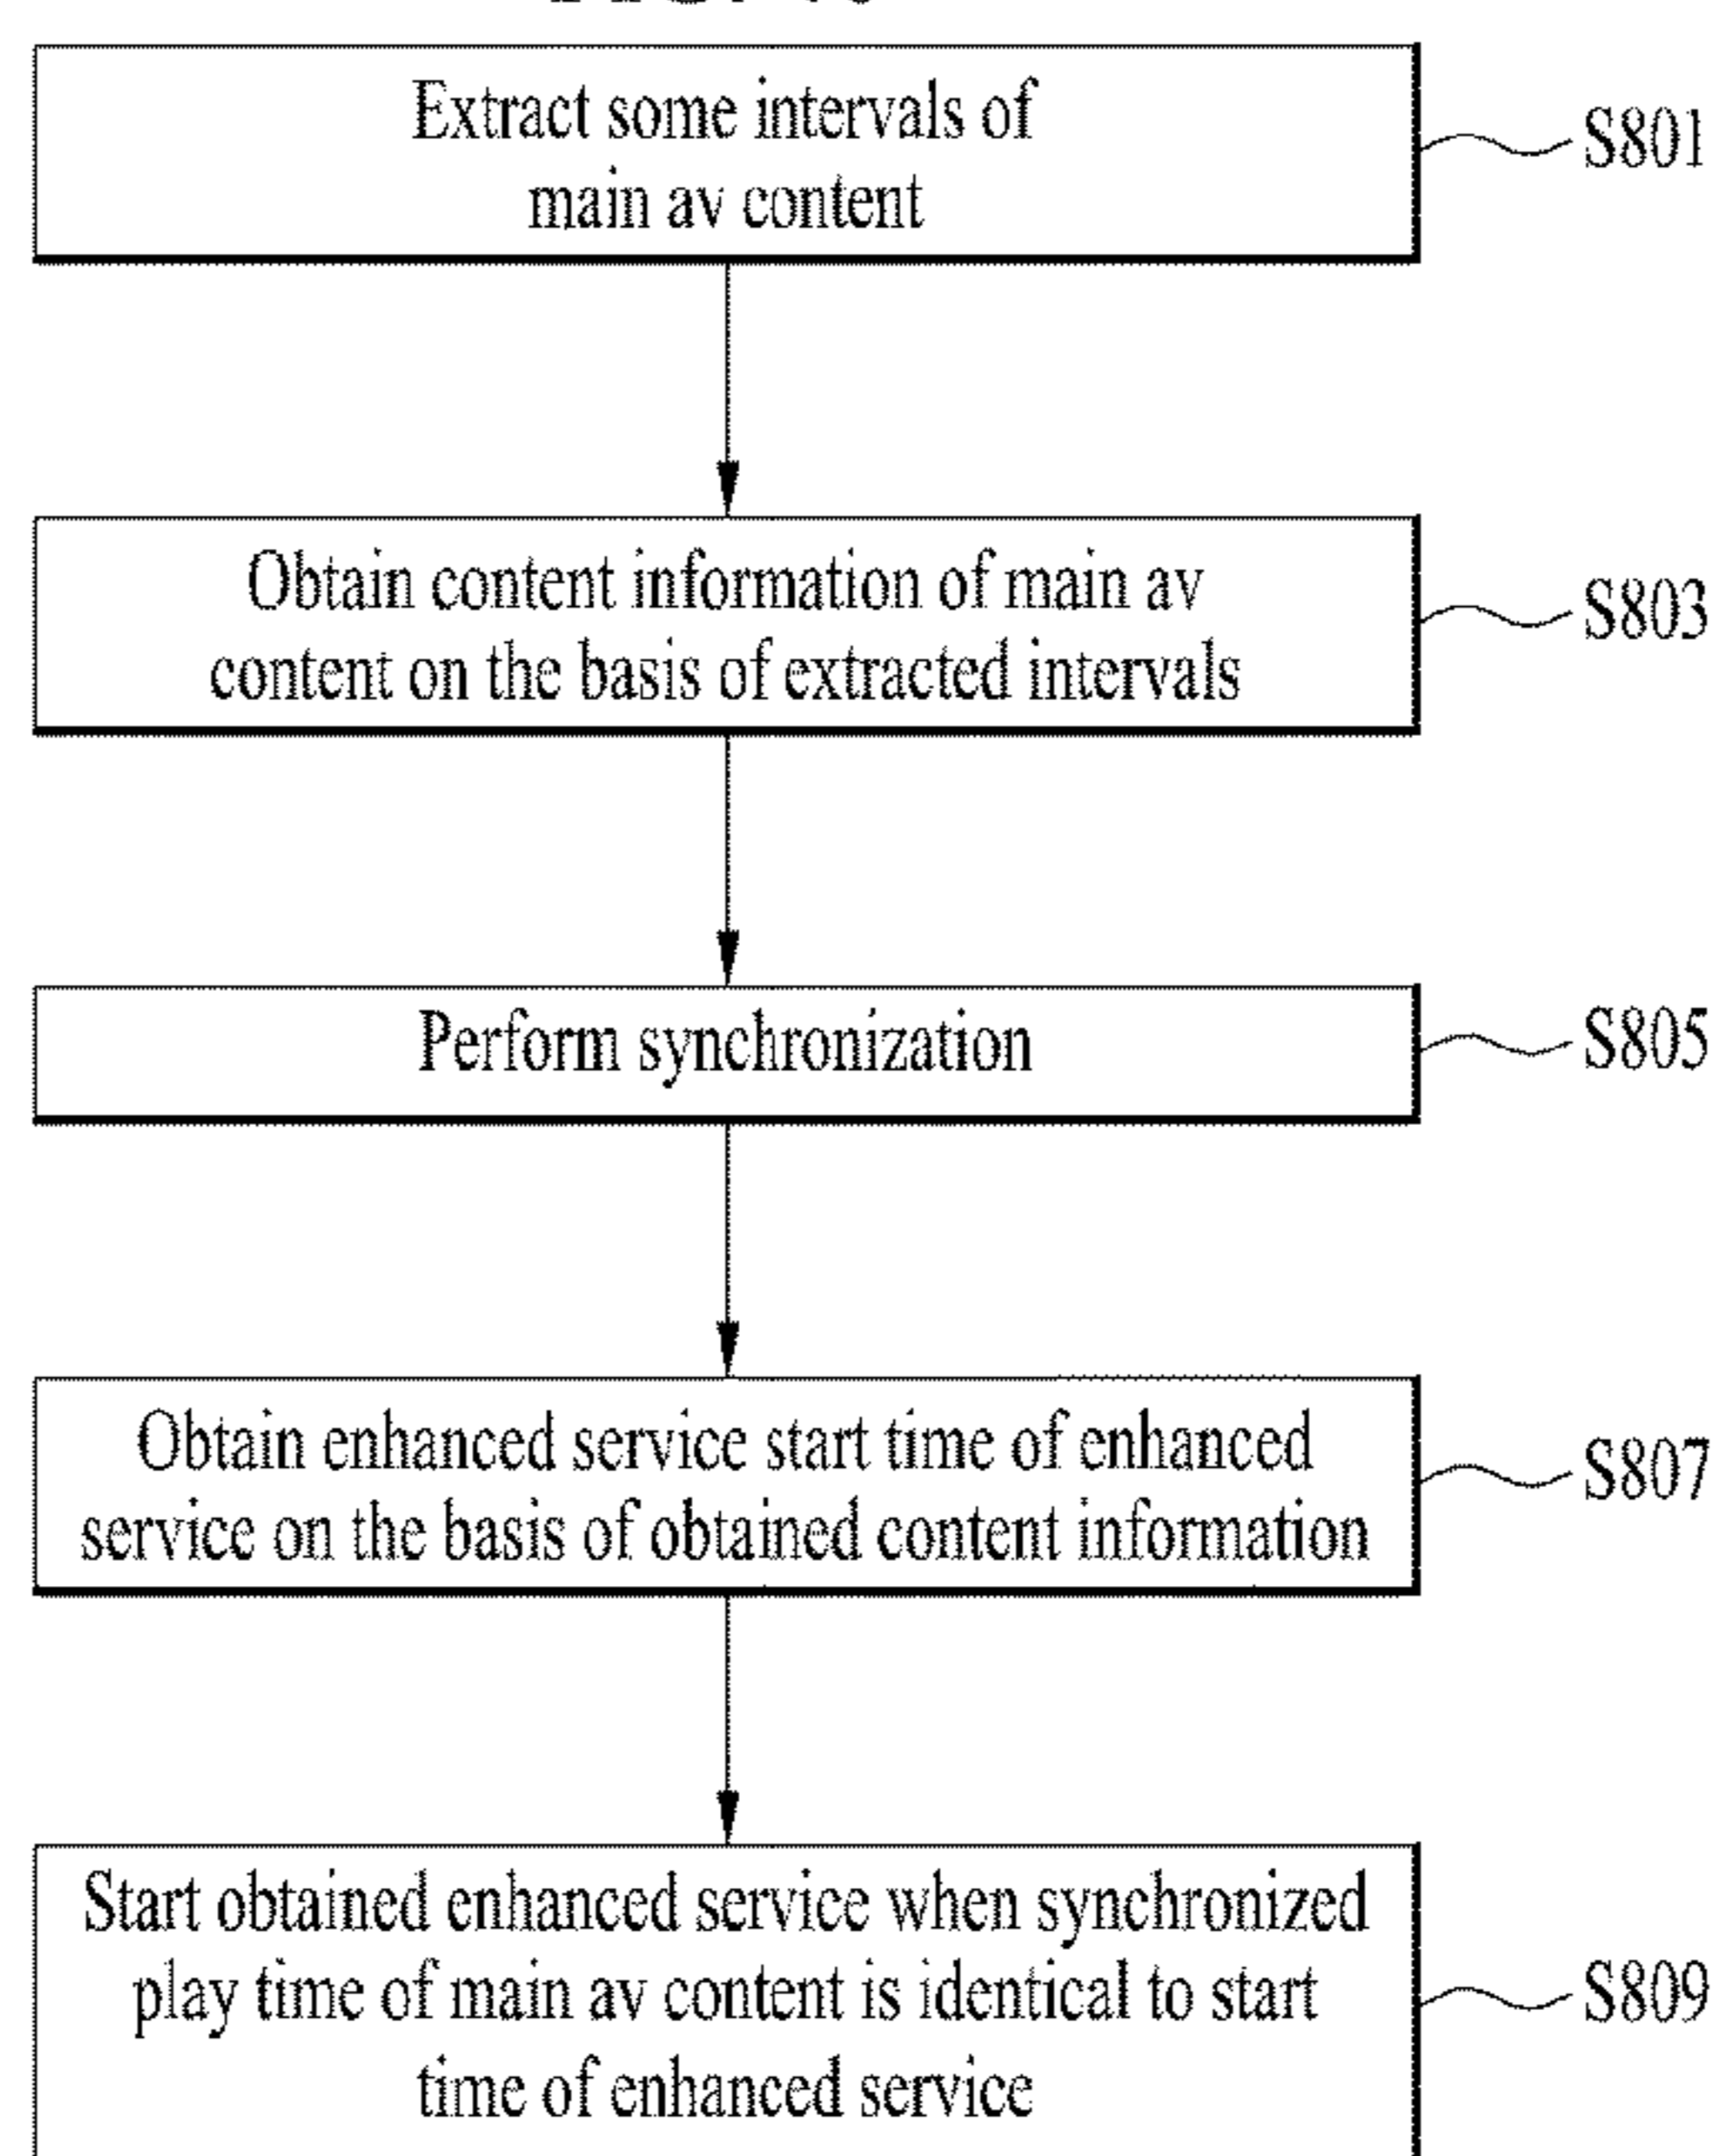 Extract some intervals of
main av content
S801
Obtain content information of main av
content on the basis of extracted intervals
S803
Perform synchronization
S805
Obtain enhanced service start time of enhanced
service on the basis of obtained content information
S807
Start obtained enhanced service when synchronized
play time of main av content is identical to start
time of enhanced service
S809